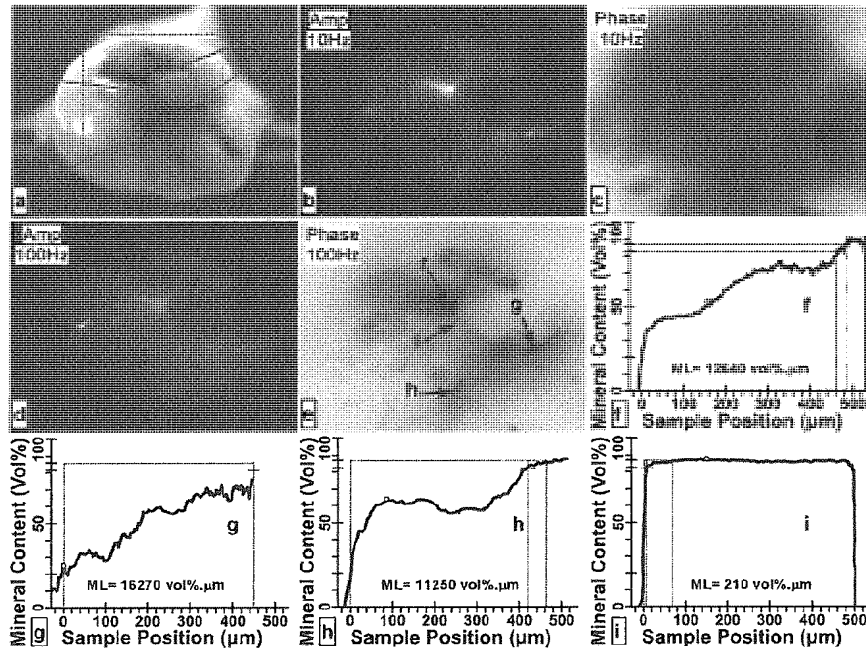 Amp
10Hz
Phase
10Hz
a
b
c
Amp
100Hz
Phase
100Hz
g
h
d
e
Mineral Content (Vol%)
100
50
0
f
ML= 12640 vol%.µm
f
0 100 200 300 400 500
Sample Position (µm)
Mineral Content (Vol%)
100
50
0
g
ML= 16270 vol%.µm
g
0 100 200 300 400 500
Sample Position (µm)
Mineral Content (Vol%)
100
50
0
h
ML= 11250 vol%.µm
h
0 100 200 300 400 500
Sample Position (µm)
Mineral Content (Vol%)
100
50
0
i
ML= 210 vol%.µm
i
0 100 200 300 400 500
Sample Position (µm)